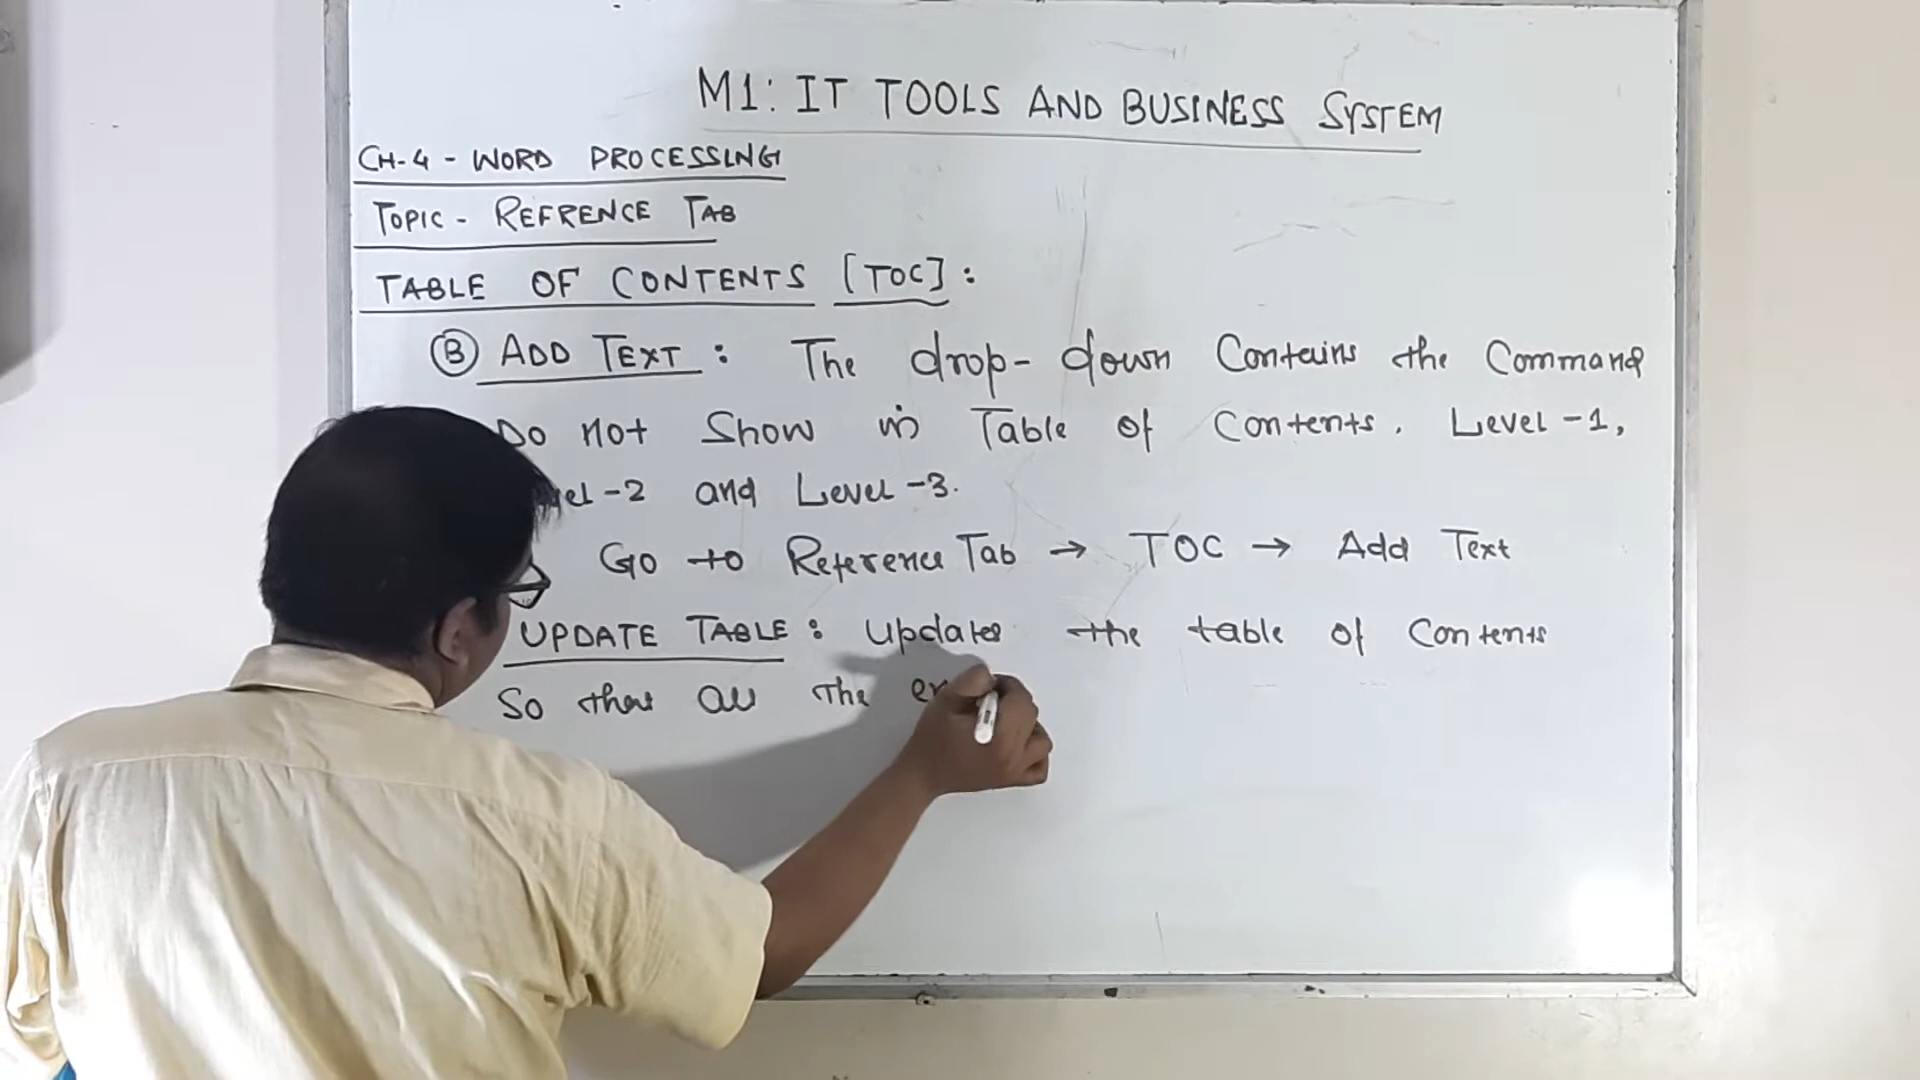 M1: IT TOOLS AND BUSINESS SYSTEM
CH-4 - WORD PROCESSING
TOPIC - REFRENCE TAB
TABLE OF CONTENTS [TOC] :
(B) ADD TEXT : The drop-down Contains the Command
Do not Show in Table of Contents. Level-1,
-2 and Level-3.
Go to Reference Tab → TOC → Add Text
UPDATE TABLE : Updates the table of Contents
So that all the